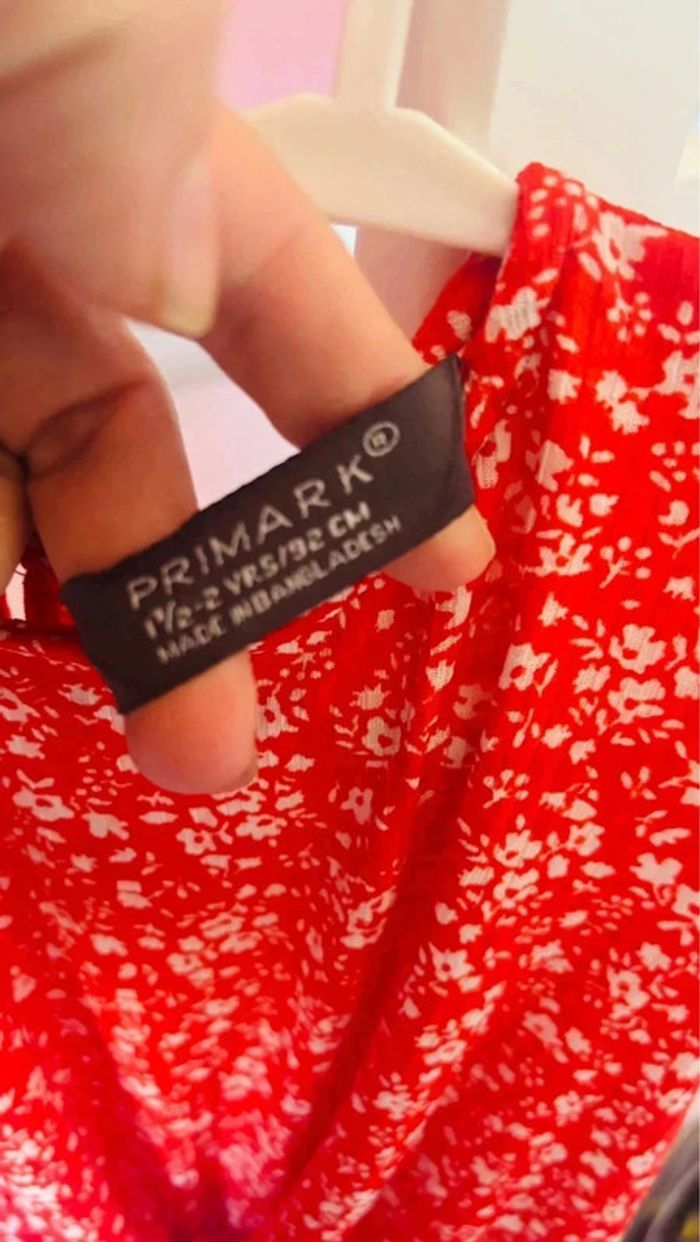 PRIMARK®
1½-2 YRS/92 CM
MADE IN BANGLADESH